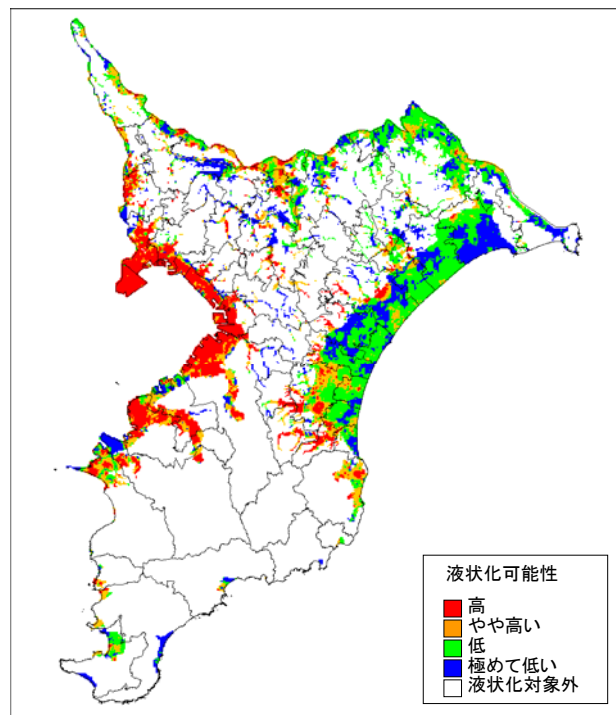 液状化可能性
高
やや高い
低
極めて低い
液状化対象外